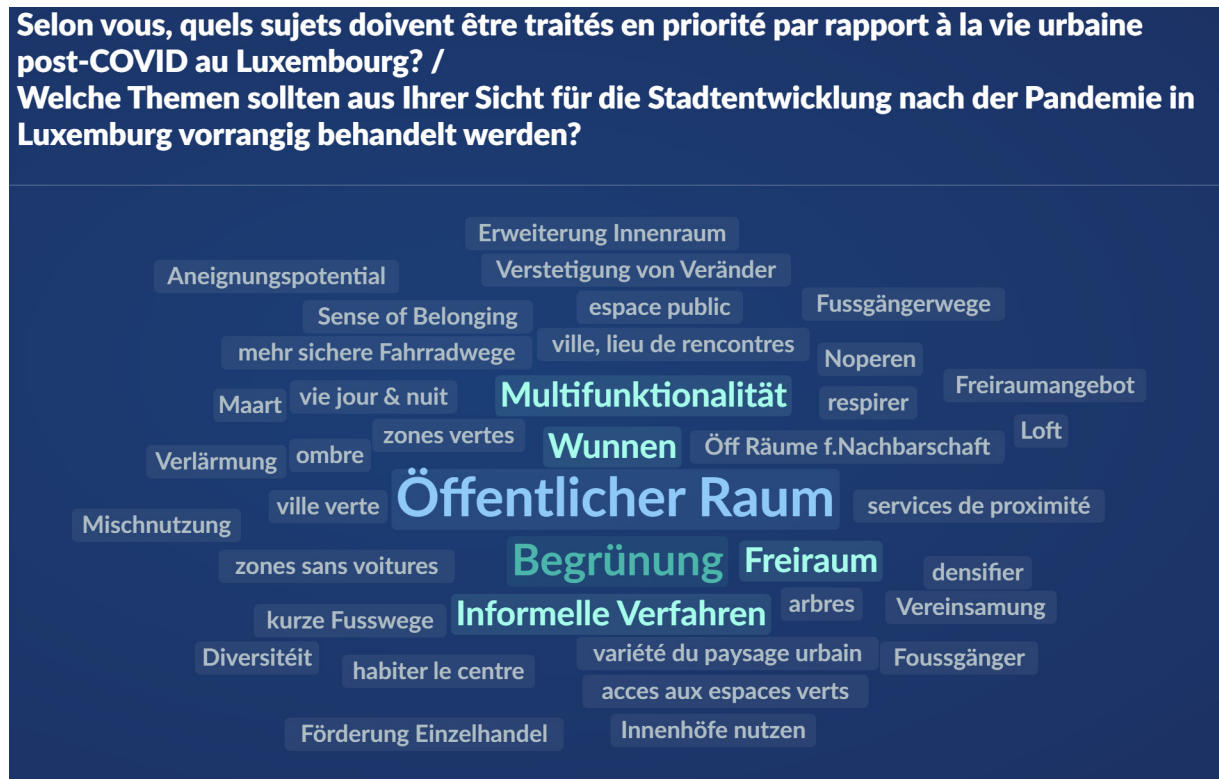 Selon vous, quels sujets doivent être traités en priorité par rapport à la vie urbaine
post-COVID au Luxembourg? /
Welche Themen sollten aus Ihrer Sicht für die Stadtentwicklung nach der Pandemie in
Luxemburg vorrangig behandelt werden?
Erweiterung Innenraum
Aneignungspotential
Verstetigung von Veränder
Sense of Belonging
espace public
Fussgängerwege
mehr sichere Fahrradwege
ville, lieu de rencontres
Noperen
Maart
vie jour & nuit
Multifunktionalität
respirer
Freiraumangebot
Verlärmung
ombre
zones vertes
Wunnen
Öff Räume f.Nachbarschaft
Loft
Mischnutzung
ville verte
Öffentlicher Raum
services de proximité
zones sans voitures
Begrünung
Freiraum
densifier
kurze Fusswege
Informelle Verfahren
arbres
Vereinsamung
Diversitéit
habiter le centre
variété du paysage urbain
Foussgänger
acces aux espaces verts
Förderung Einzelhandel
Innenhöfe nutzen